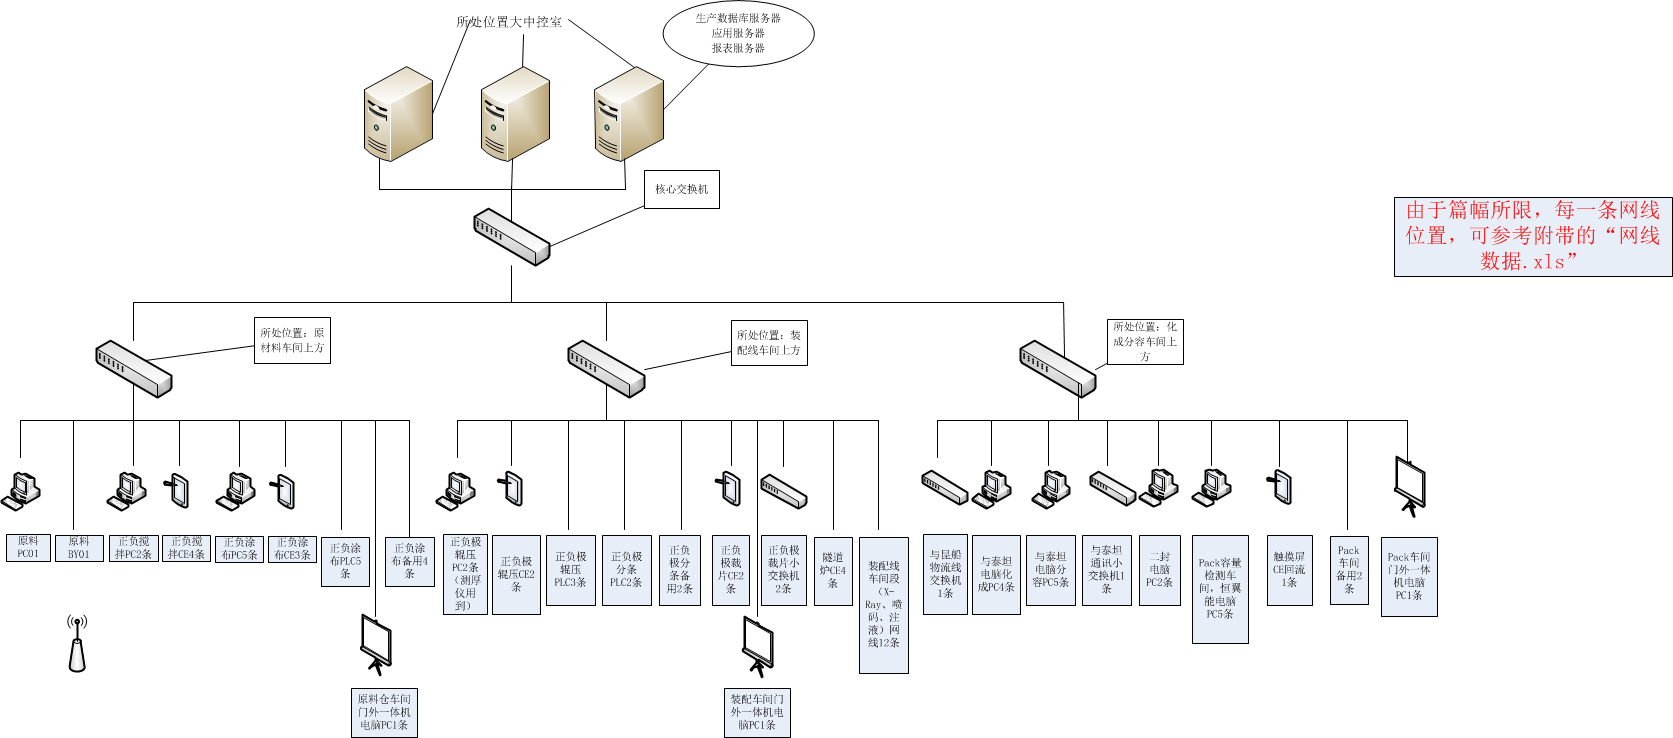 所处位置大中控室
生产数据库服务器
应用服务器
报表服务器
核心交换机
由于篇幅所限，每一条网线
位置，可参考附带的“网线
数据.xls”
所处位置：原
材料车间上方
所处位置：装
配线车间上方
所处位置：化
成分容车间上
方
原料
PC01
原料
BY01
正负搅
拌PC2条
正负搅
拌CE4条
正负涂
布PC5条
正负涂
布CE3条
正负涂
布PLC5
条
正负涂
布备用4
条
正负极
辊压
PC2条
（测厚
仪用
到）
正负极
辊压CE2
条
正负极
辊压
PLC3条
正负极
分条
PLC2条
正负
极分
条备
用2条
正负
极裁
片CE2
条
正负极
裁片小
交换机
2条
隧道
炉CE4
条
装配线
车间段
（X-
Ray、喷
码、注
液）网
线12条
与昆船
物流线
交换机
1条
与泰坦
电脑化
成PC4条
与泰坦
电脑分
容PC5条
与泰坦
通讯小
交换机1
条
二封
电脑
PC2条
Pack容量
检测车
间，恒翼
能电脑
PC5条
触摸屏
CE回流
1条
Pack
车间
备用2
条
Pack车间
门外一体
机电脑
PC1条
原料仓车间
门外一体机
电脑PC1条
装配车间门
外一体机电
脑PC1条